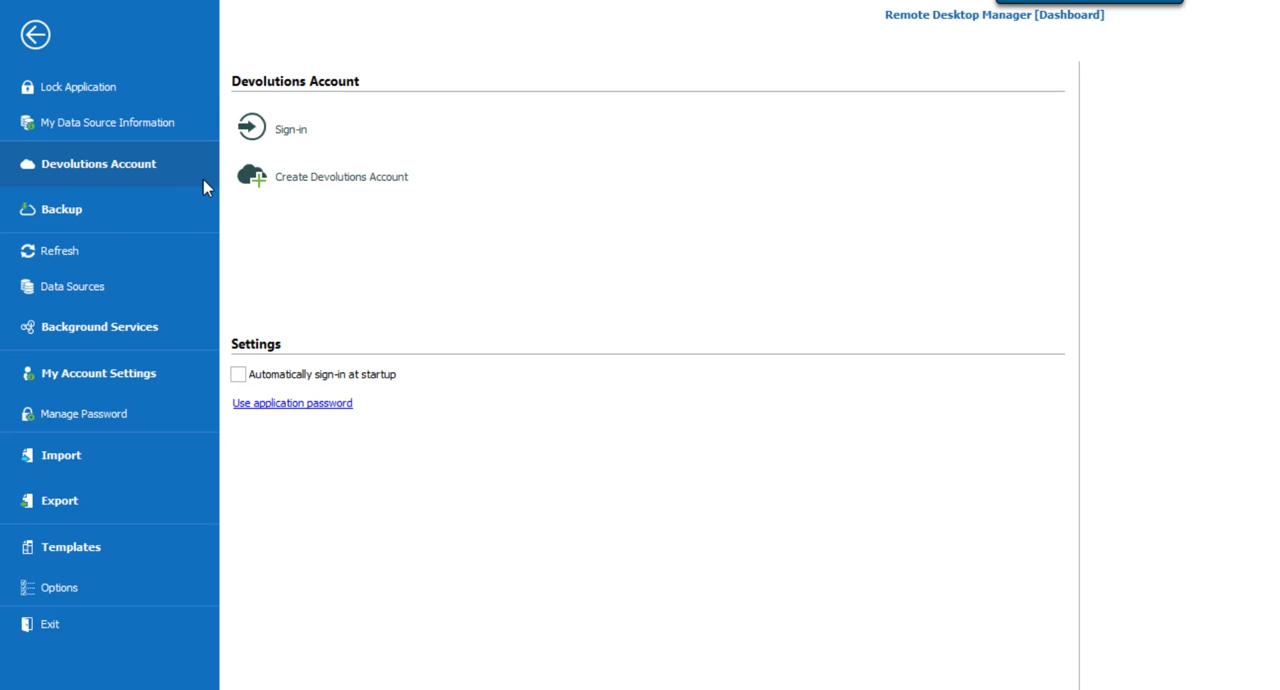 Remote Desktop Manager [Dashboard]
Lock Application
My Data Source Information
Devolutions Account
Backup
Refresh
Data Sources
Background Services
My Account Settings
Manage Password
Import
Export
Templates
Options
Exit
Devolutions Account
Sign-in
Create Devolutions Account
Settings
Automatically sign-in at startup
Use application password